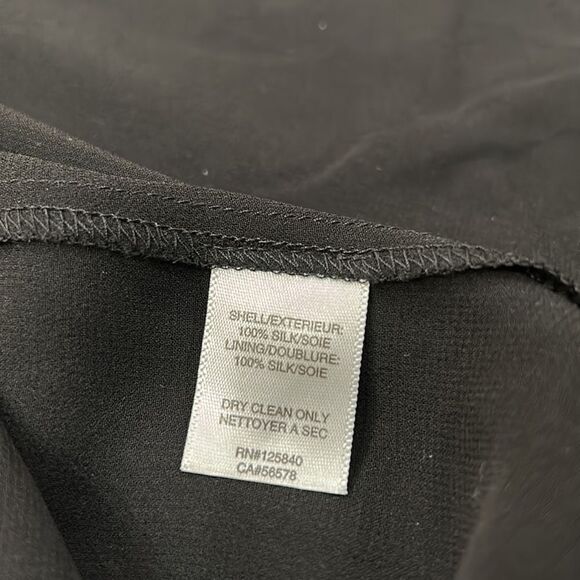 SHELL/EXTERIEUR:
100% SILK/SOIE
LINING/DOUBLURE:
100% SILK/SOIE
DRY CLEAN ONLY
NETTOYER A SEC
RN#125840
CA#56578